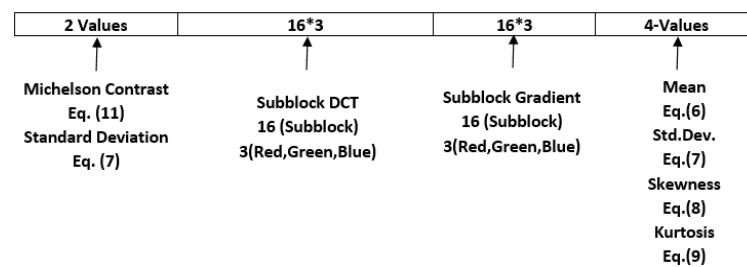 2 Values 16*3 16*3 4-Values
Michelson Contrast
Eq. (11)
Standard Deviation
Eq. (7)
Subblock DCT
16 (Subblock)
3(Red,Green,Blue)
Subblock Gradient
16 (Subblock)
3(Red,Green,Blue)
Mean
Eq.(6)
Std.Dev.
Eq.(7)
Skewness
Eq.(8)
Kurtosis
Eq.(9)